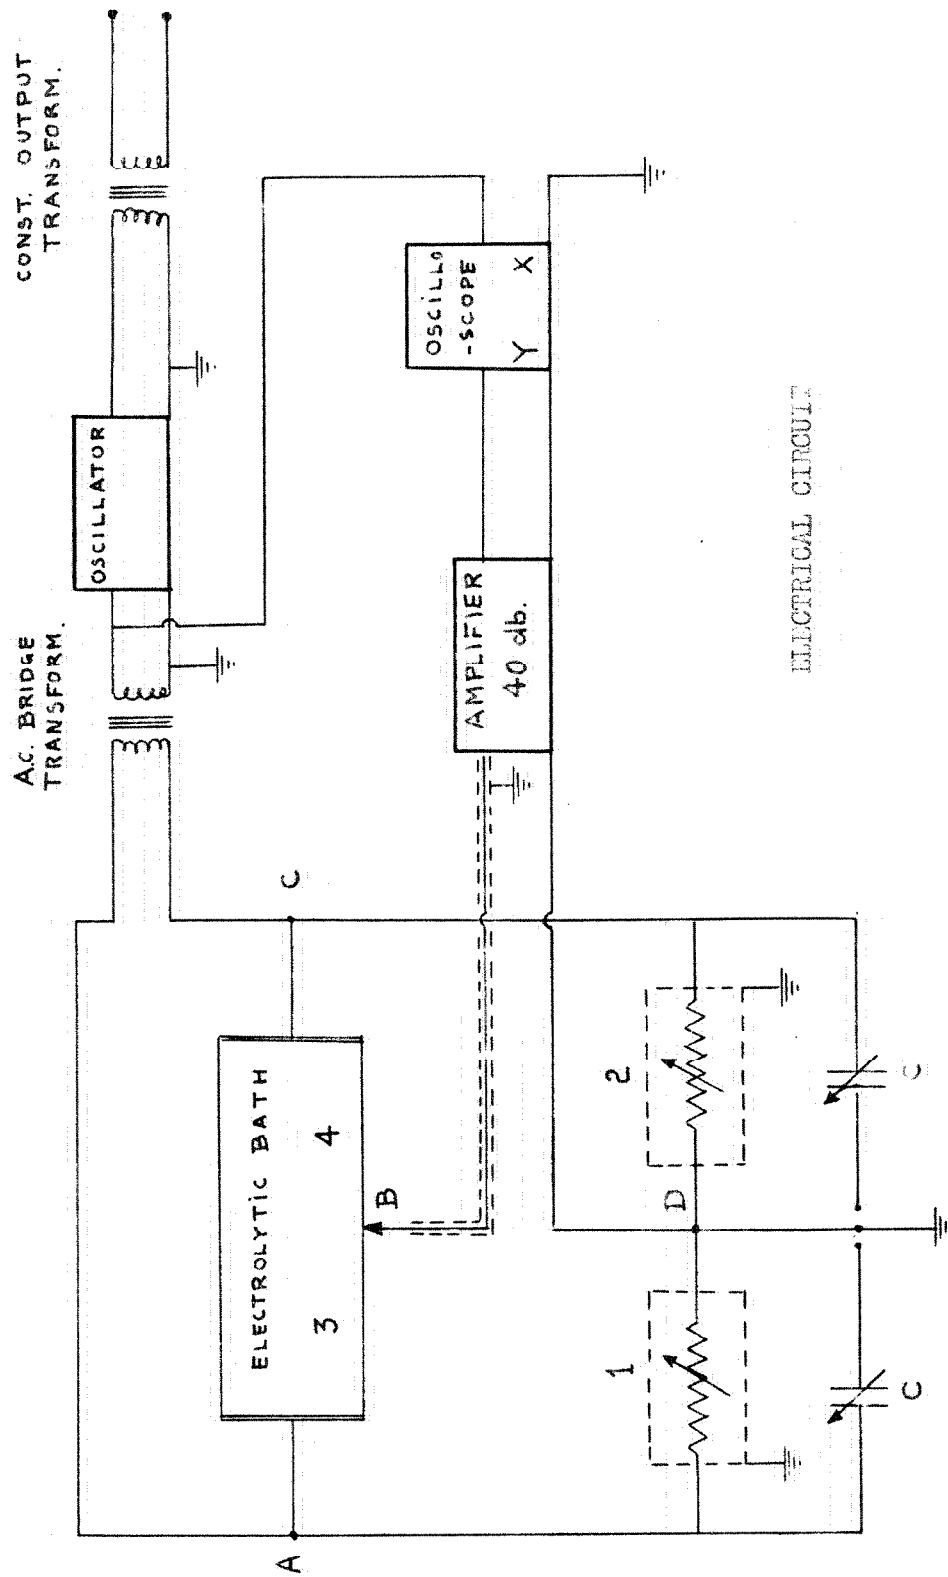 A.C. BRIDGE
TRANSFORM.
CONST. OUTPUT
TRANSFORM.
OSCILLATOR
A
C
ELECTROLYTIC BATH
3 4
B
AMPLIFIER
40 db.
OSCILLO
-SCOPE
Y X
1
D
2
C
C
ELECTRICAL CIRCUIT